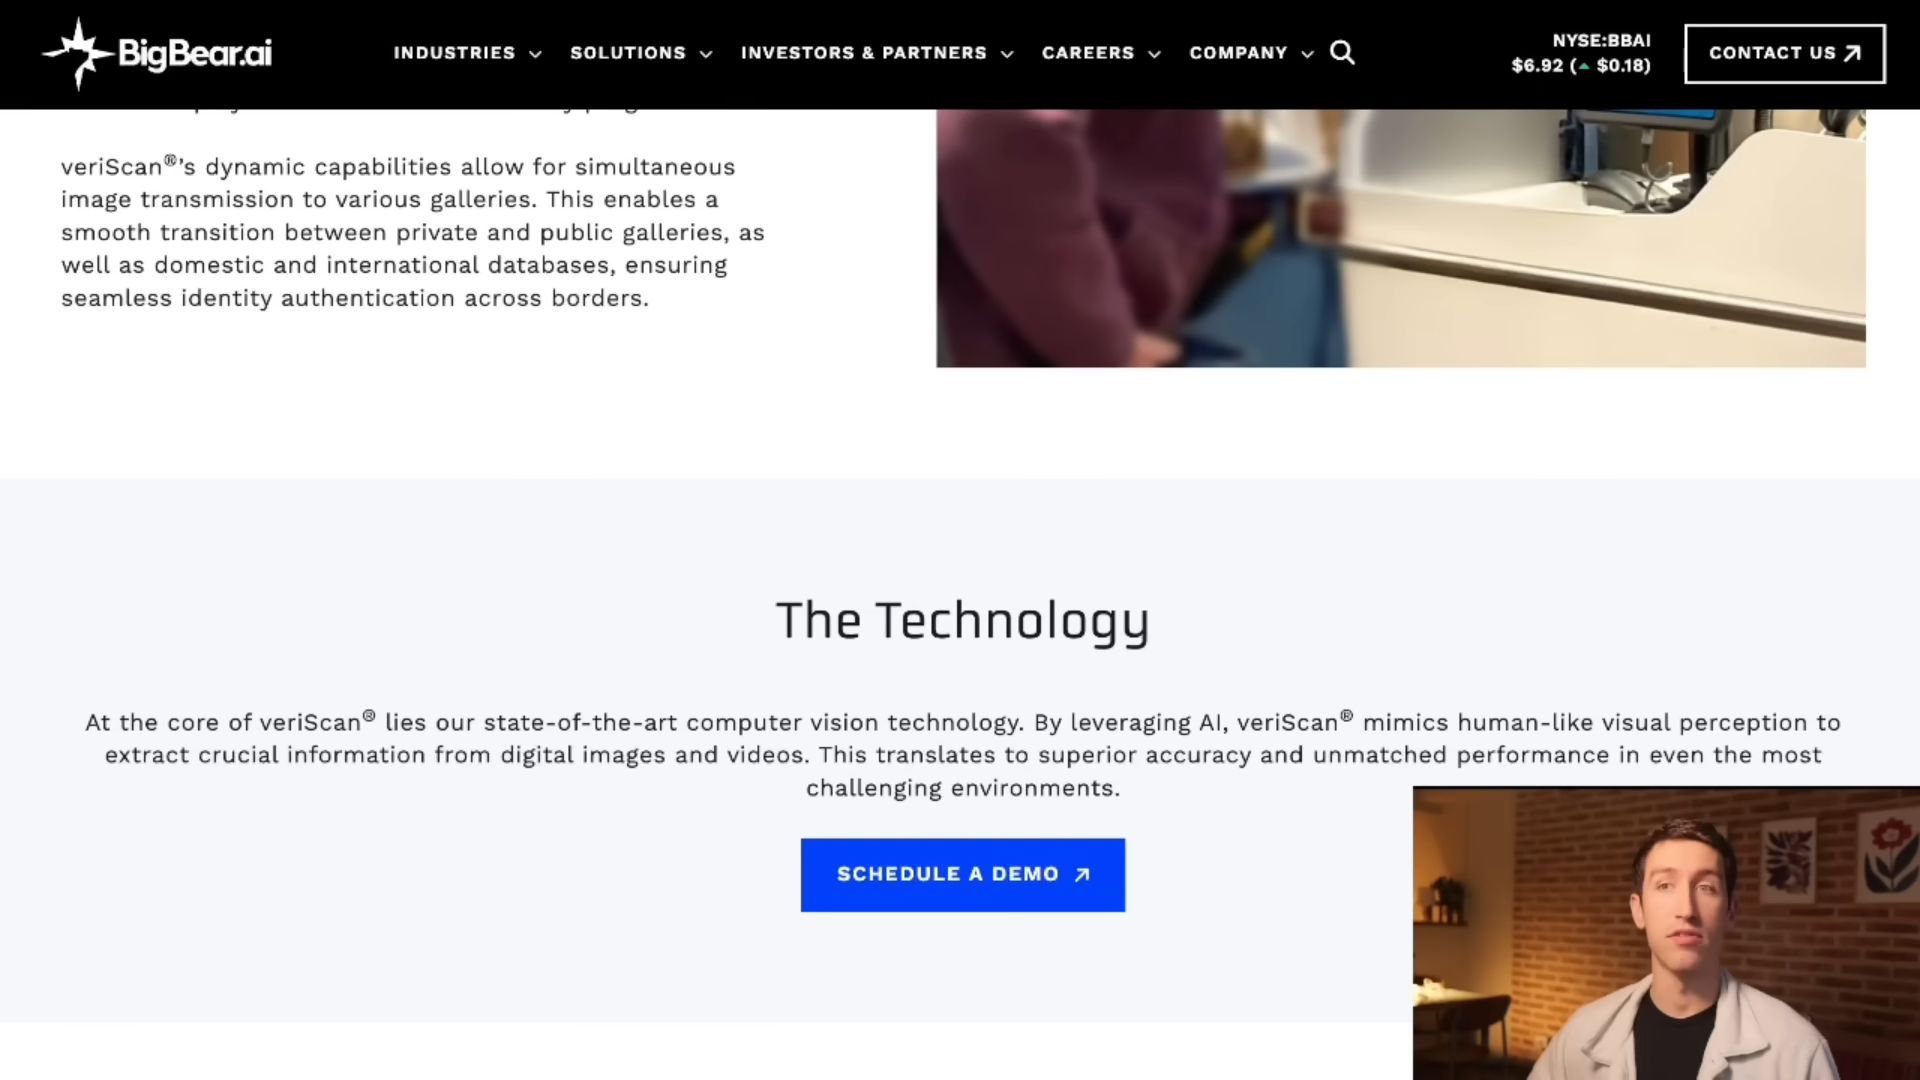 BigBear.ai
INDUSTRIES
SOLUTIONS
INVESTORS & PARTNERS
CAREERS
COMPANY
NYSE:BBAI
$6.92 (▲ $0.18)
CONTACT US
veriScan®'s dynamic capabilities allow for simultaneous
image transmission to various galleries. This enables a
smooth transition between private and public galleries, as
well as domestic and international databases, ensuring
seamless identity authentication across borders.
The Technology
At the core of veriScan® lies our state-of-the-art computer vision technology. By leveraging AI, veriScan® mimics human-like visual perception to
extract crucial information from digital images and videos. This translates to superior accuracy and unmatched performance in even the most
challenging environments.
SCHEDULE A DEMO